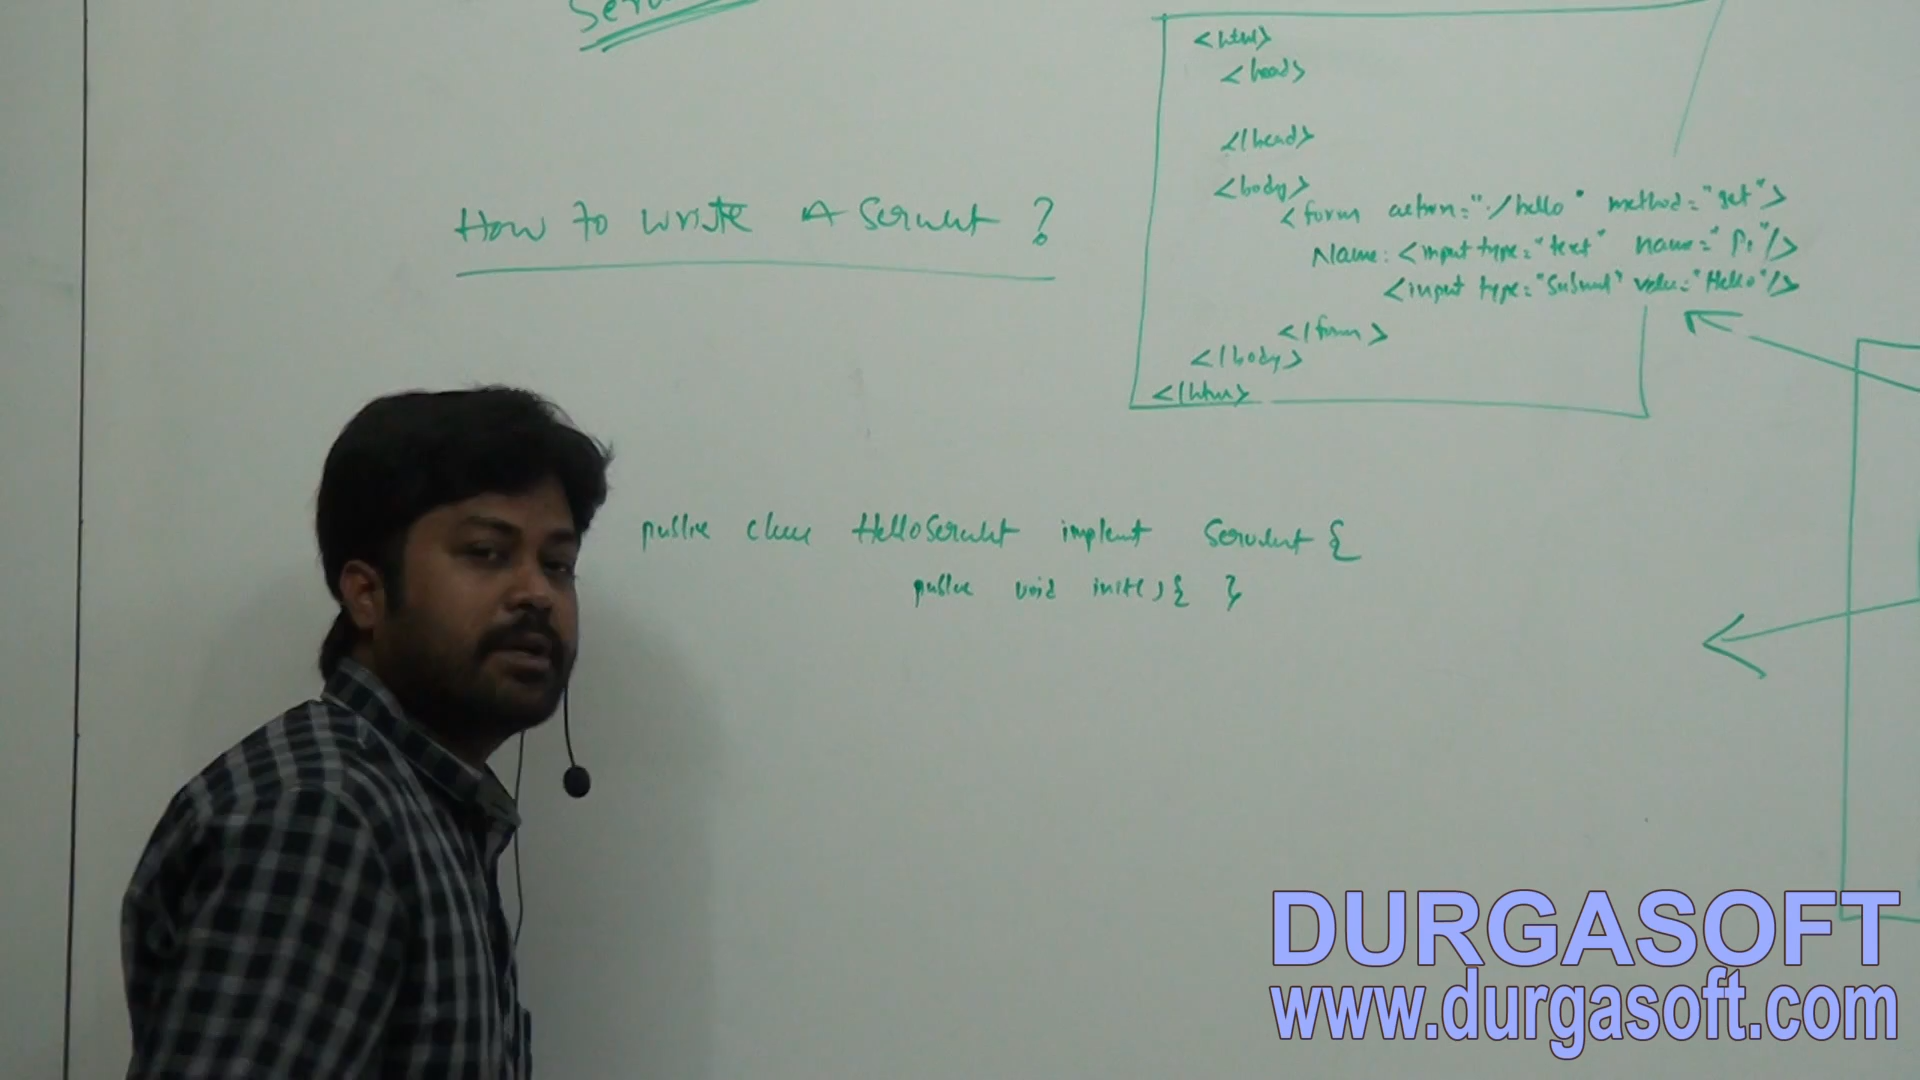 How to write A Servlet ?
<html>
<head>
</head>
<body>
<form action="./hello" method="get">
Name: <input type="text" name="P1"/>
<input type="Submit" value="Hello"/>
</form>
</body>
</html>
public class HelloServlet implement Servlet {
public void init() { }
DURGASOFT
www.durgasoft.com